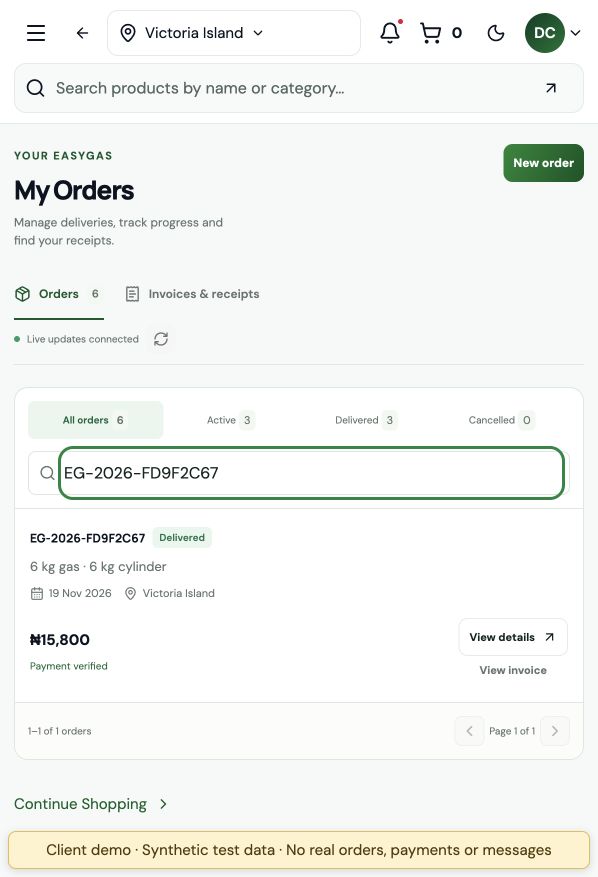 Victoria Island
0
DC
Search products by name or category...
YOUR EASYGAS
New order
My Orders
Manage deliveries, track progress and
find your receipts.
Orders 6
Invoices & receipts
Live updates connected
All orders 6
Active 3
Delivered 3
Cancelled 0
EG-2026-FD9F2C67
EG-2026-FD9F2C67 Delivered
6 kg gas · 6 kg cylinder
19 Nov 2026 Victoria Island
₦15,800
View details
Payment verified
View invoice
1–1 of 1 orders
Page 1 of 1
Continue Shopping
Client demo · Synthetic test data · No real orders, payments or messages